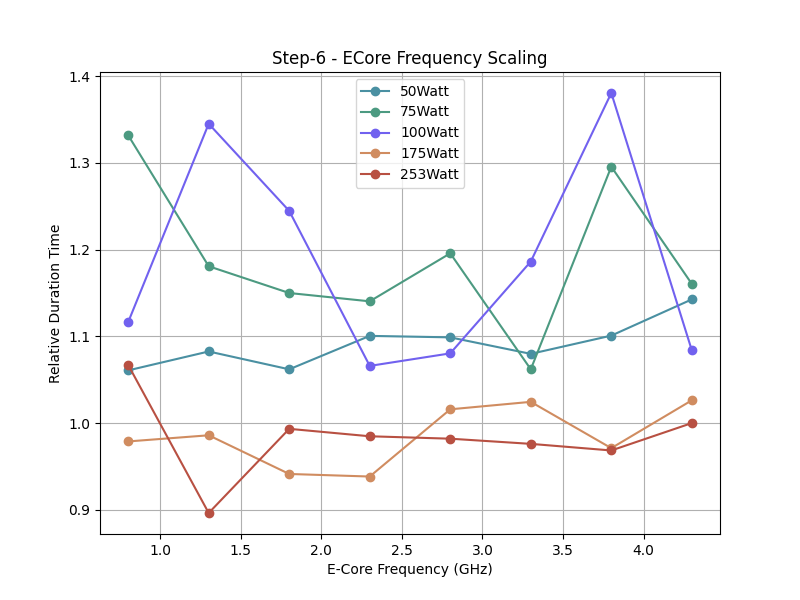 Step-6 - ECore Frequency Scaling
50Watt
75Watt
100Watt
175Watt
253Watt
Relative Duration Time
1.4
1.3
1.2
1.1
1.0
0.9
1.0 1.5 2.0 2.5 3.0 3.5 4.0
E-Core Frequency (GHz)